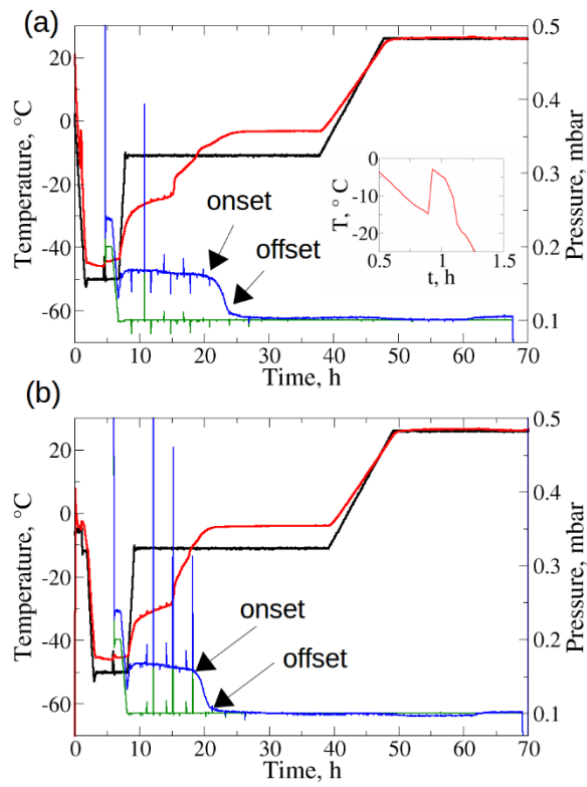 (a)
Temperature, °C
20
0
-20
-40
-60
0.5
0.4
0.3
0.2
0.1
Pressure, mbar
onset
offset
0
-10
-20
T, ° C
0.5
1
1.5
t, h
0 10 20 30 40 50 60 70
Time, h
(b)
Temperature, °C
20
0
-20
-40
-60
0.5
0.4
0.3
0.2
0.1
Pressure, mbar
onset
offset
0 10 20 30 40 50 60 70
Time, h